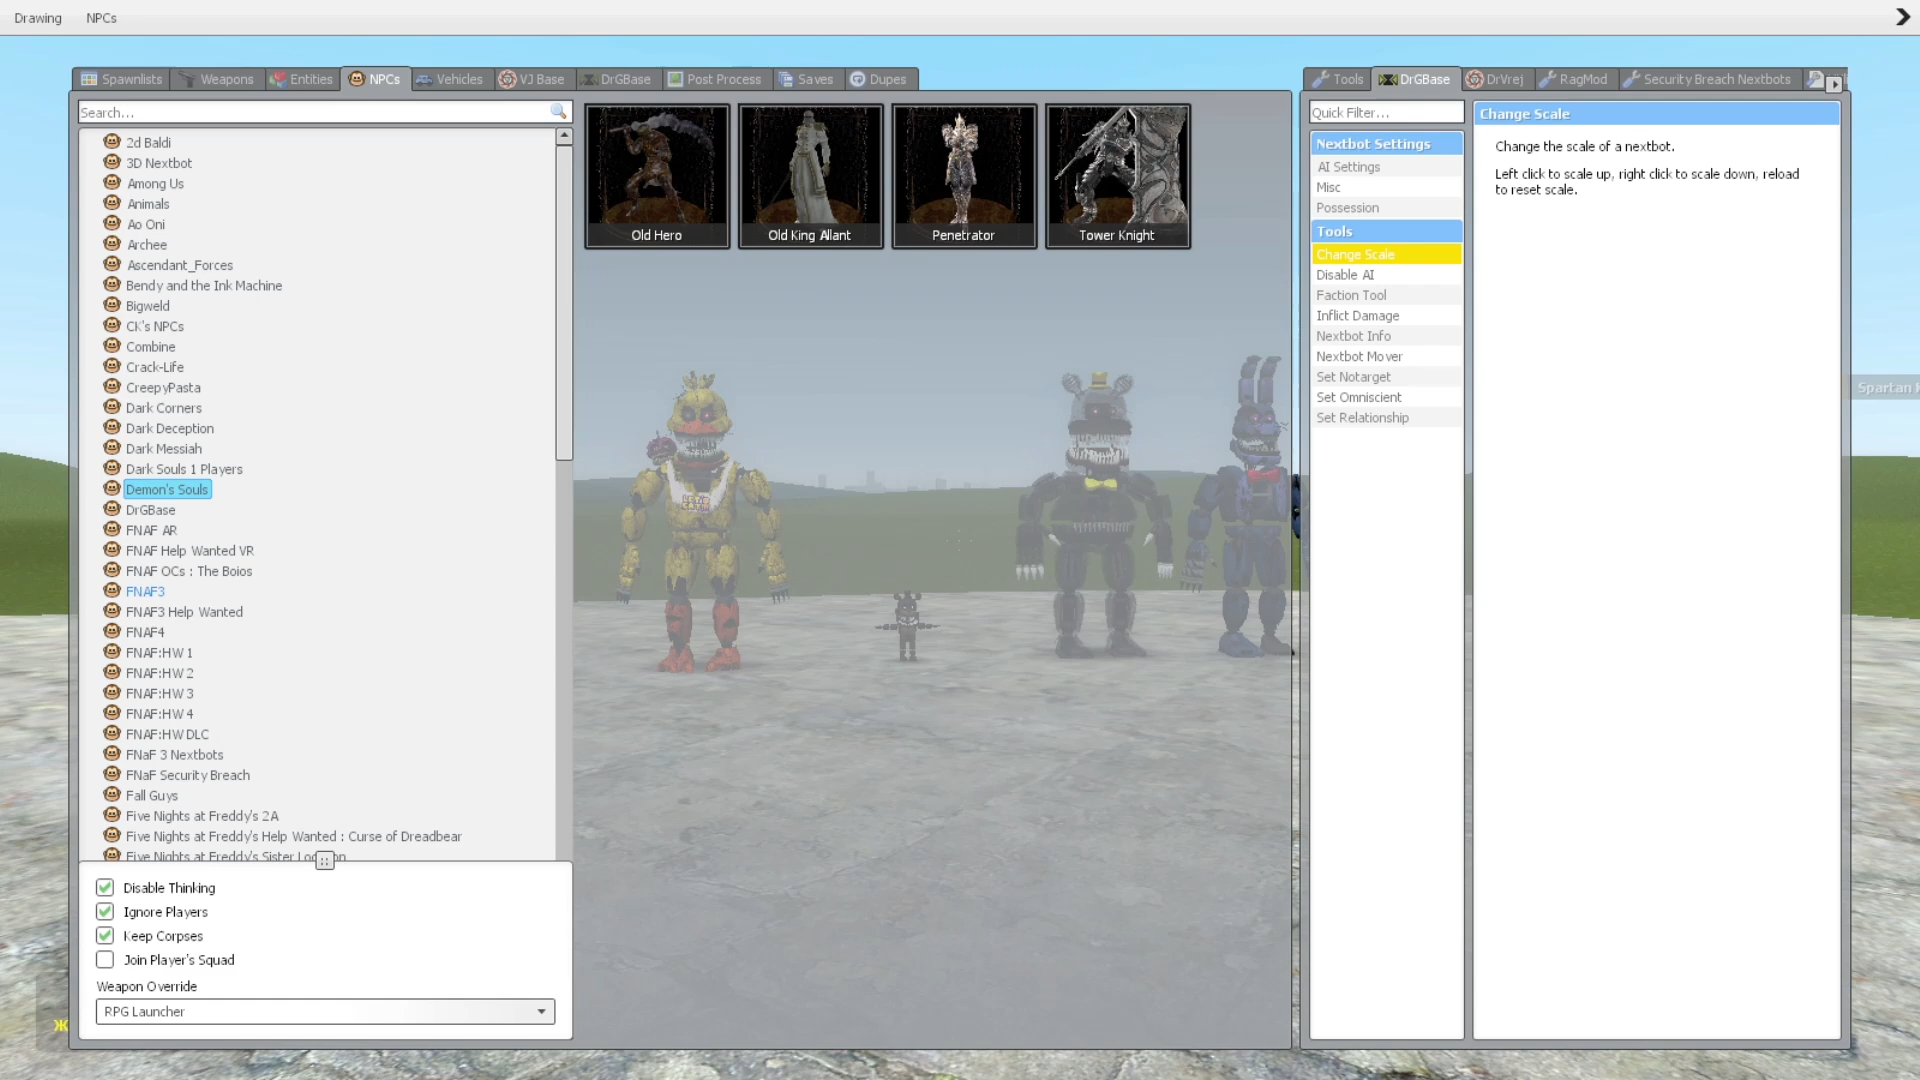 Drawing NPCs
Spawnlists Weapons Entities NPCs Vehicles VJ Base DrGBase Post Process Saves Dupes
Tools DrGBase DrVrej RagMod Security Breach Nextbots
Search...
2d Baldi
3D Nextbot
Among Us
Animals
Ao Oni
Archee
Ascendant_Forces
Bendy and the Ink Machine
Bigweld
CK's NPCs
Combine
Crack-Life
CreepyPasta
Dark Corners
Dark Deception
Dark Messiah
Dark Souls 1 Players
Demon's Souls
DrGBase
FNAF AR
FNAF Help Wanted VR
FNAF OCs : The Boios
FNAF3
FNAF3 Help Wanted
FNAF4
FNAF:HW 1
FNAF:HW 2
FNAF:HW 3
FNAF:HW 4
FNAF:HW DLC
FNaF 3 Nextbots
FNaF Security Breach
Fall Guys
Five Nights at Freddy's 2A
Five Nights at Freddy's Help Wanted : Curse of Dreadbear
Five Nights at Freddy's Sister
Disable Thinking
Ignore Players
Keep Corpses
Join Player's Squad
Weapon Override
RPG Launcher
Old Hero
Old King Allant
Penetrator
Tower Knight
LET'S
EAT!!!
Quick Filter...
Nextbot Settings
AI Settings
Misc
Possession
Tools
Change Scale
Disable AI
Faction Tool
Inflict Damage
Nextbot Info
Nextbot Mover
Set Notarget
Set Omniscient
Set Relationship
Change Scale
Change the scale of a nextbot.
Left click to scale up, right click to scale down, reload
to reset scale.
Spartan